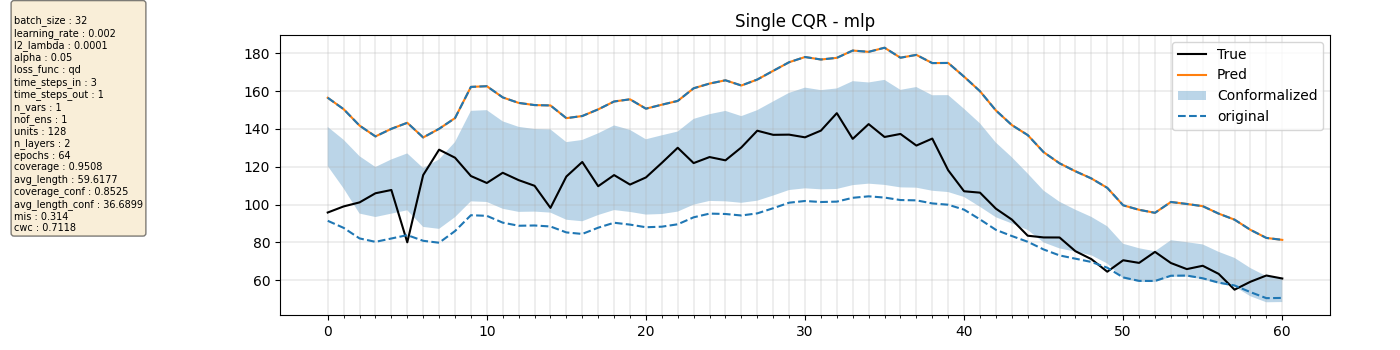 batch_size : 32
learning_rate : 0.002
l2_lambda : 0.0001
alpha : 0.05
loss_func : qd
time_steps_in : 3
time_steps_out : 1
n_vars : 1
nof_ens : 1
units : 128
n_layers : 2
epochs : 64
coverage : 0.9508
avg_length : 59.6177
coverage_conf : 0.8525
avg_length_conf : 36.6899
mis : 0.314
cwc : 0.7118
Single CQR - mlp
180
160
140
120
100
80
60
True
Pred
Conformalized
original
0 10 20 30 40 50 60